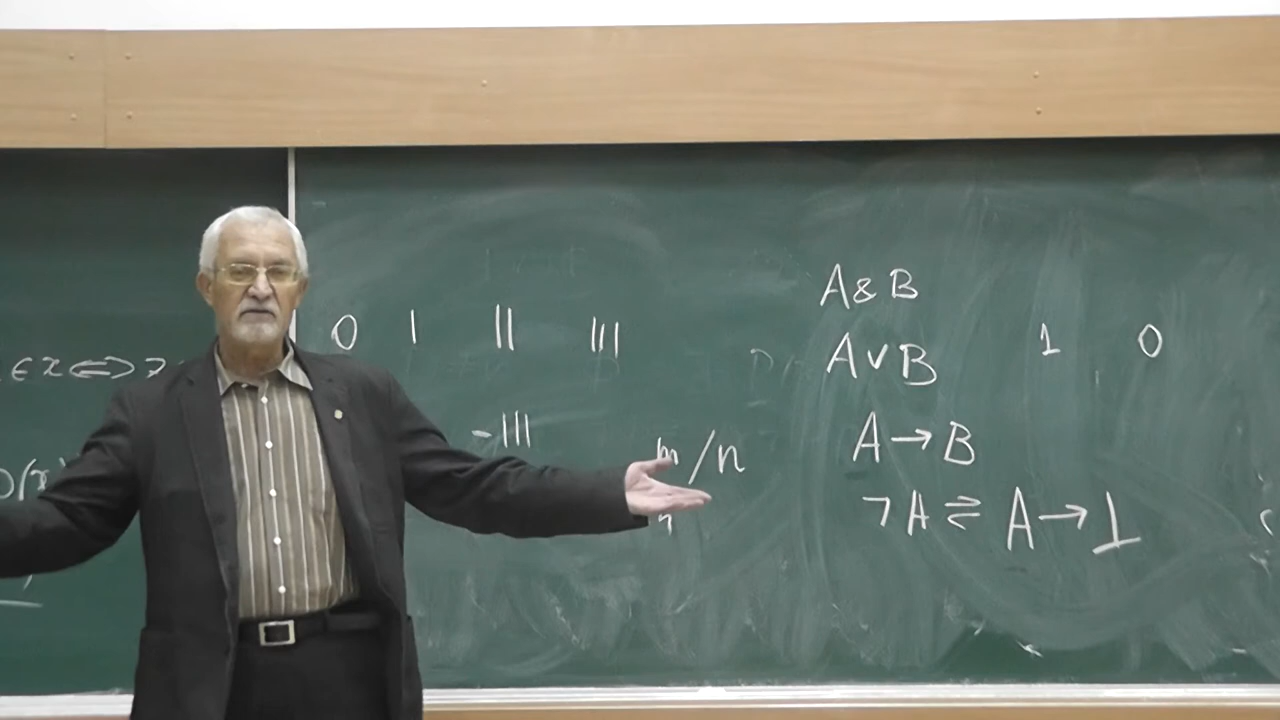 ∈ x ⇔
0 | || |||
-|||
m/n
A & B
A ∨ B
1 0
A → B
¬A ⇌ A → ⊥